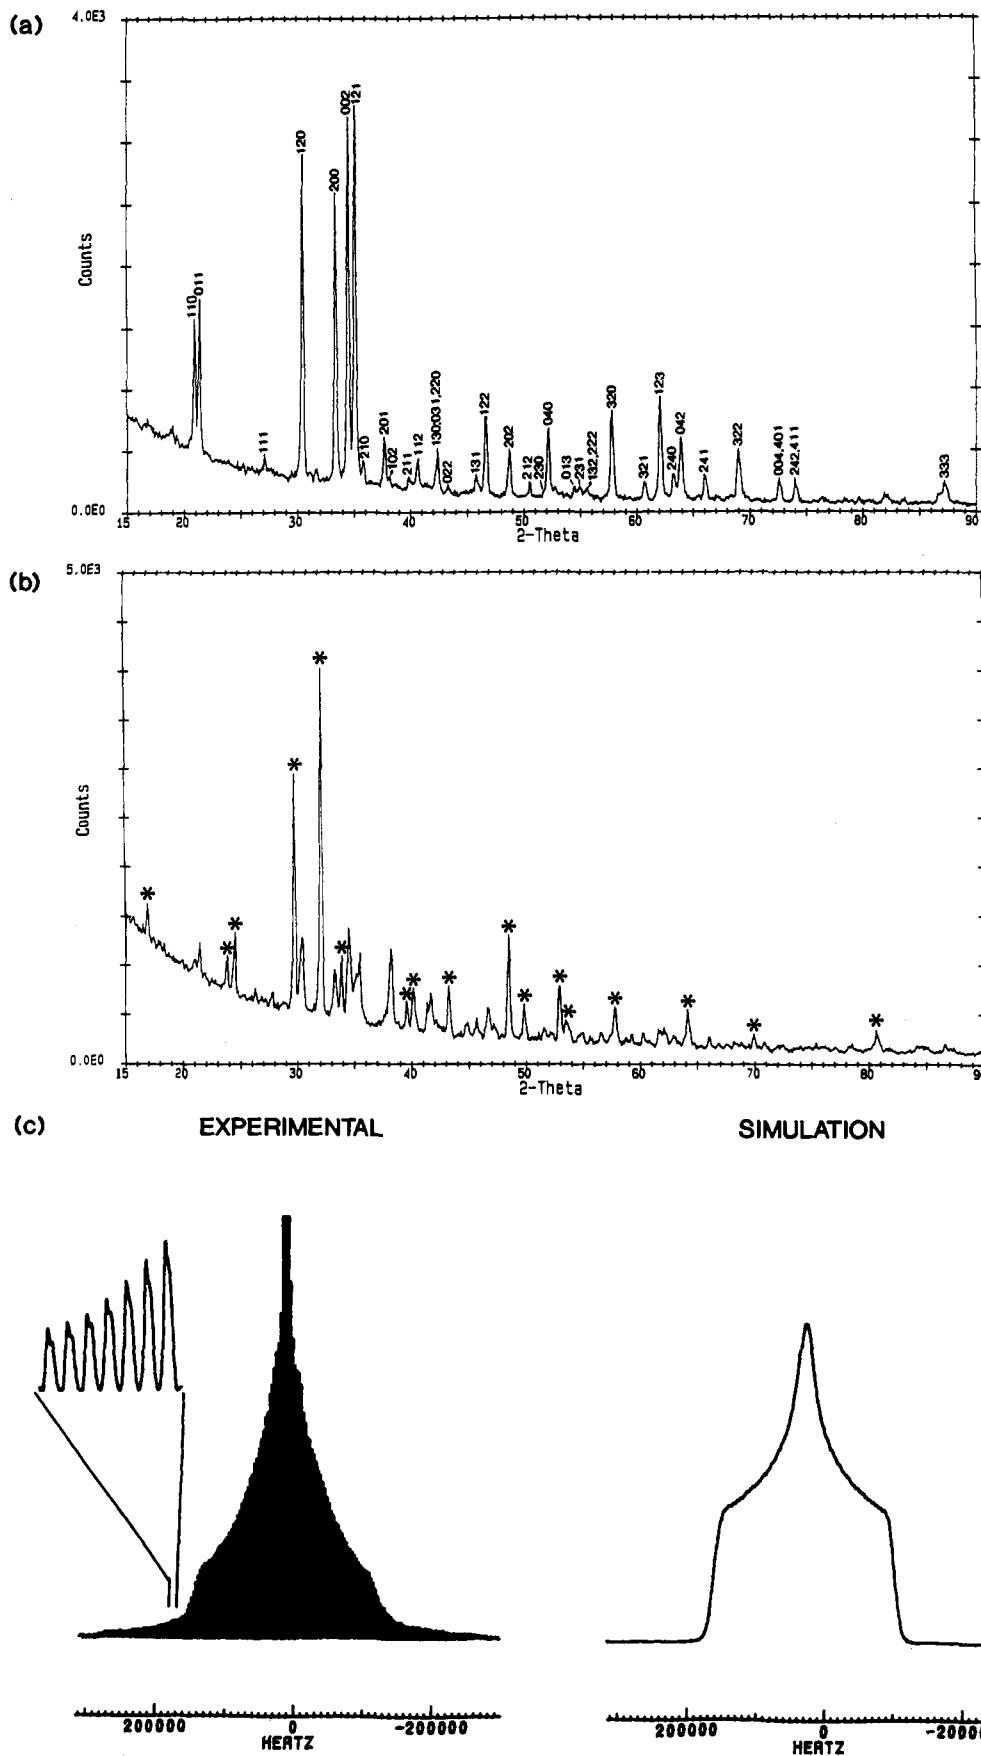 (a)
4.0E3
Counts
110
011
111
120
200
002
121
210
201
102
211
112
130;031,220
022
131
122
202
212
230
040
013
231
132,222
320
321
123
240
042
241
322
004,401
242,411
333
0.0E0
15 20 30 40 50 60 70 80 90
2-Theta
(b)
5.0E3
Counts
* * * * * * * * * * * * * * * * *
0.0E0
15 20 30 40 50 60 70 80 9
2-Theta
(c)
EXPERIMENTAL SIMULATION
200000 0 -200000
HERTZ
200000 0 -20000
HERTZ